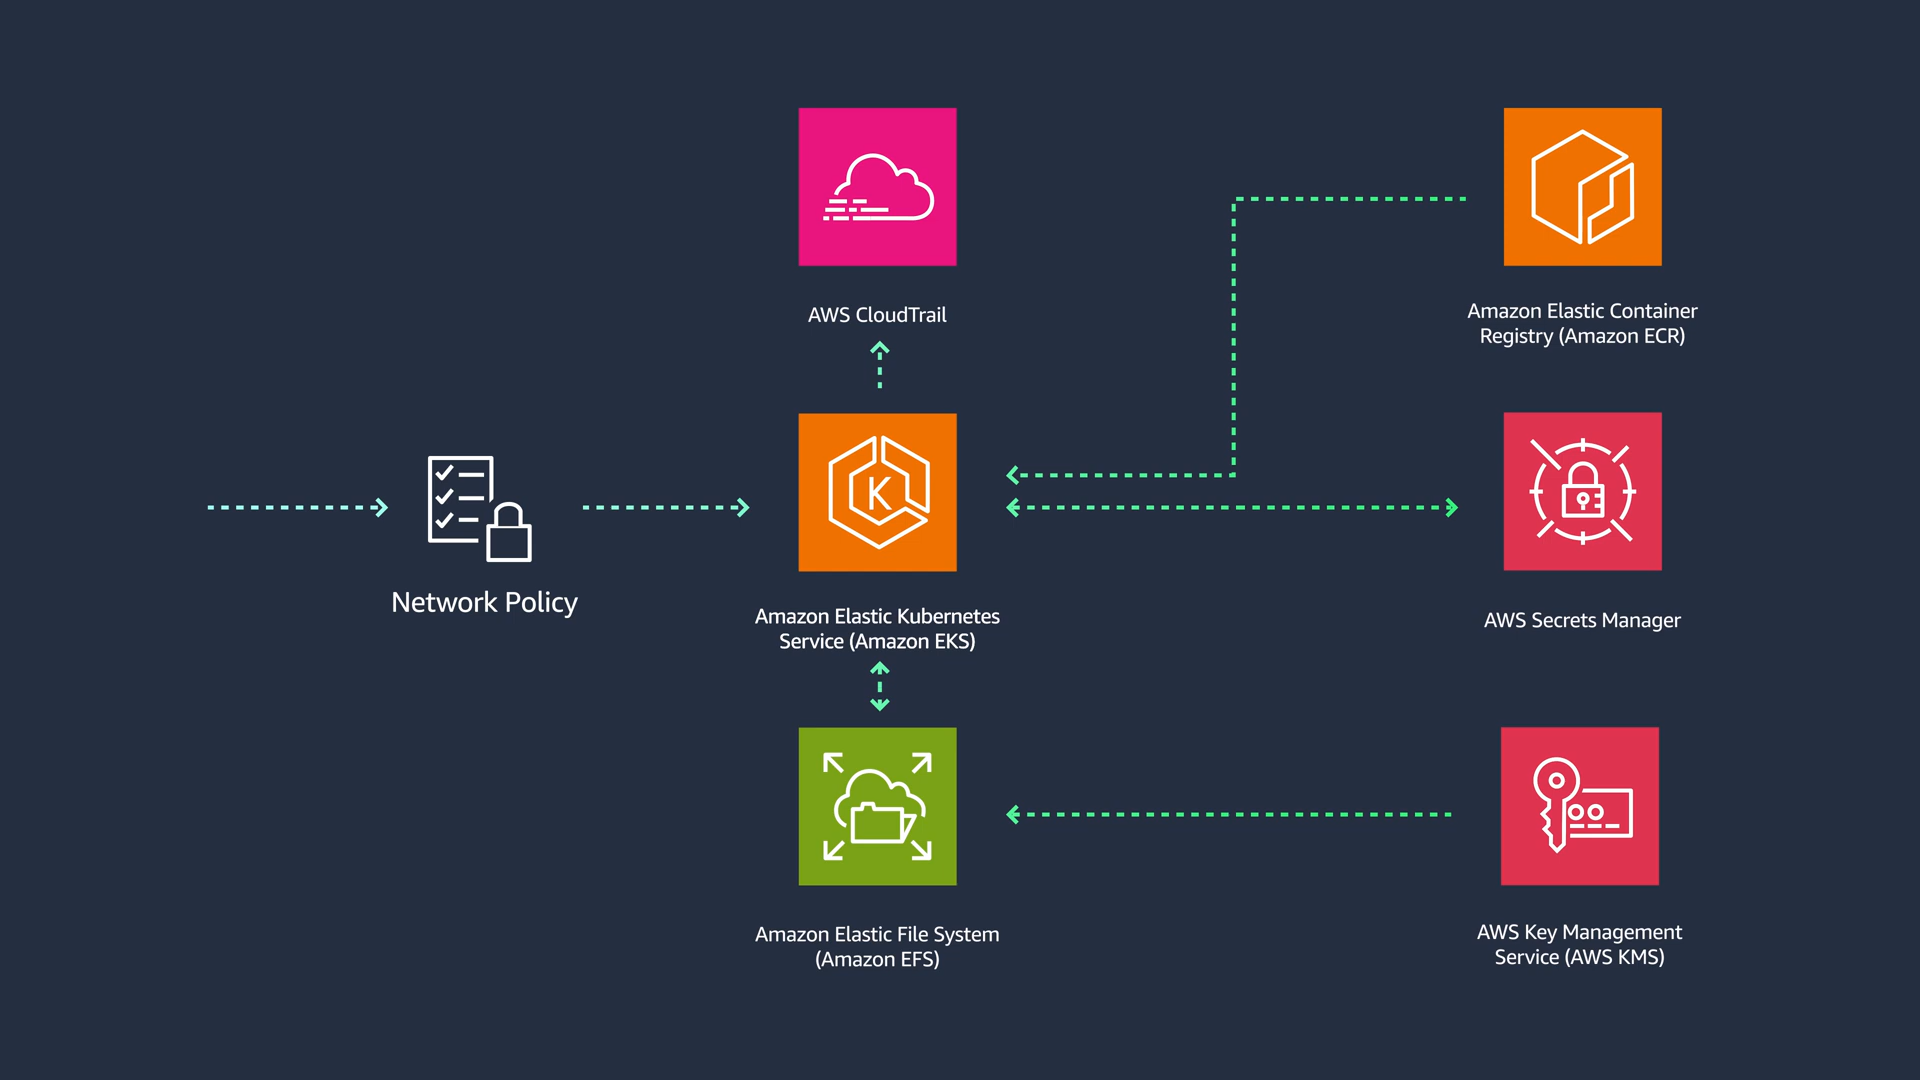 AWS CloudTrail
Amazon Elastic Container
Registry (Amazon ECR)
K
Network Policy
Amazon Elastic Kubernetes
Service (Amazon EKS)
AWS Secrets Manager
Amazon Elastic File System
(Amazon EFS)
AWS Key Management
Service (AWS KMS)